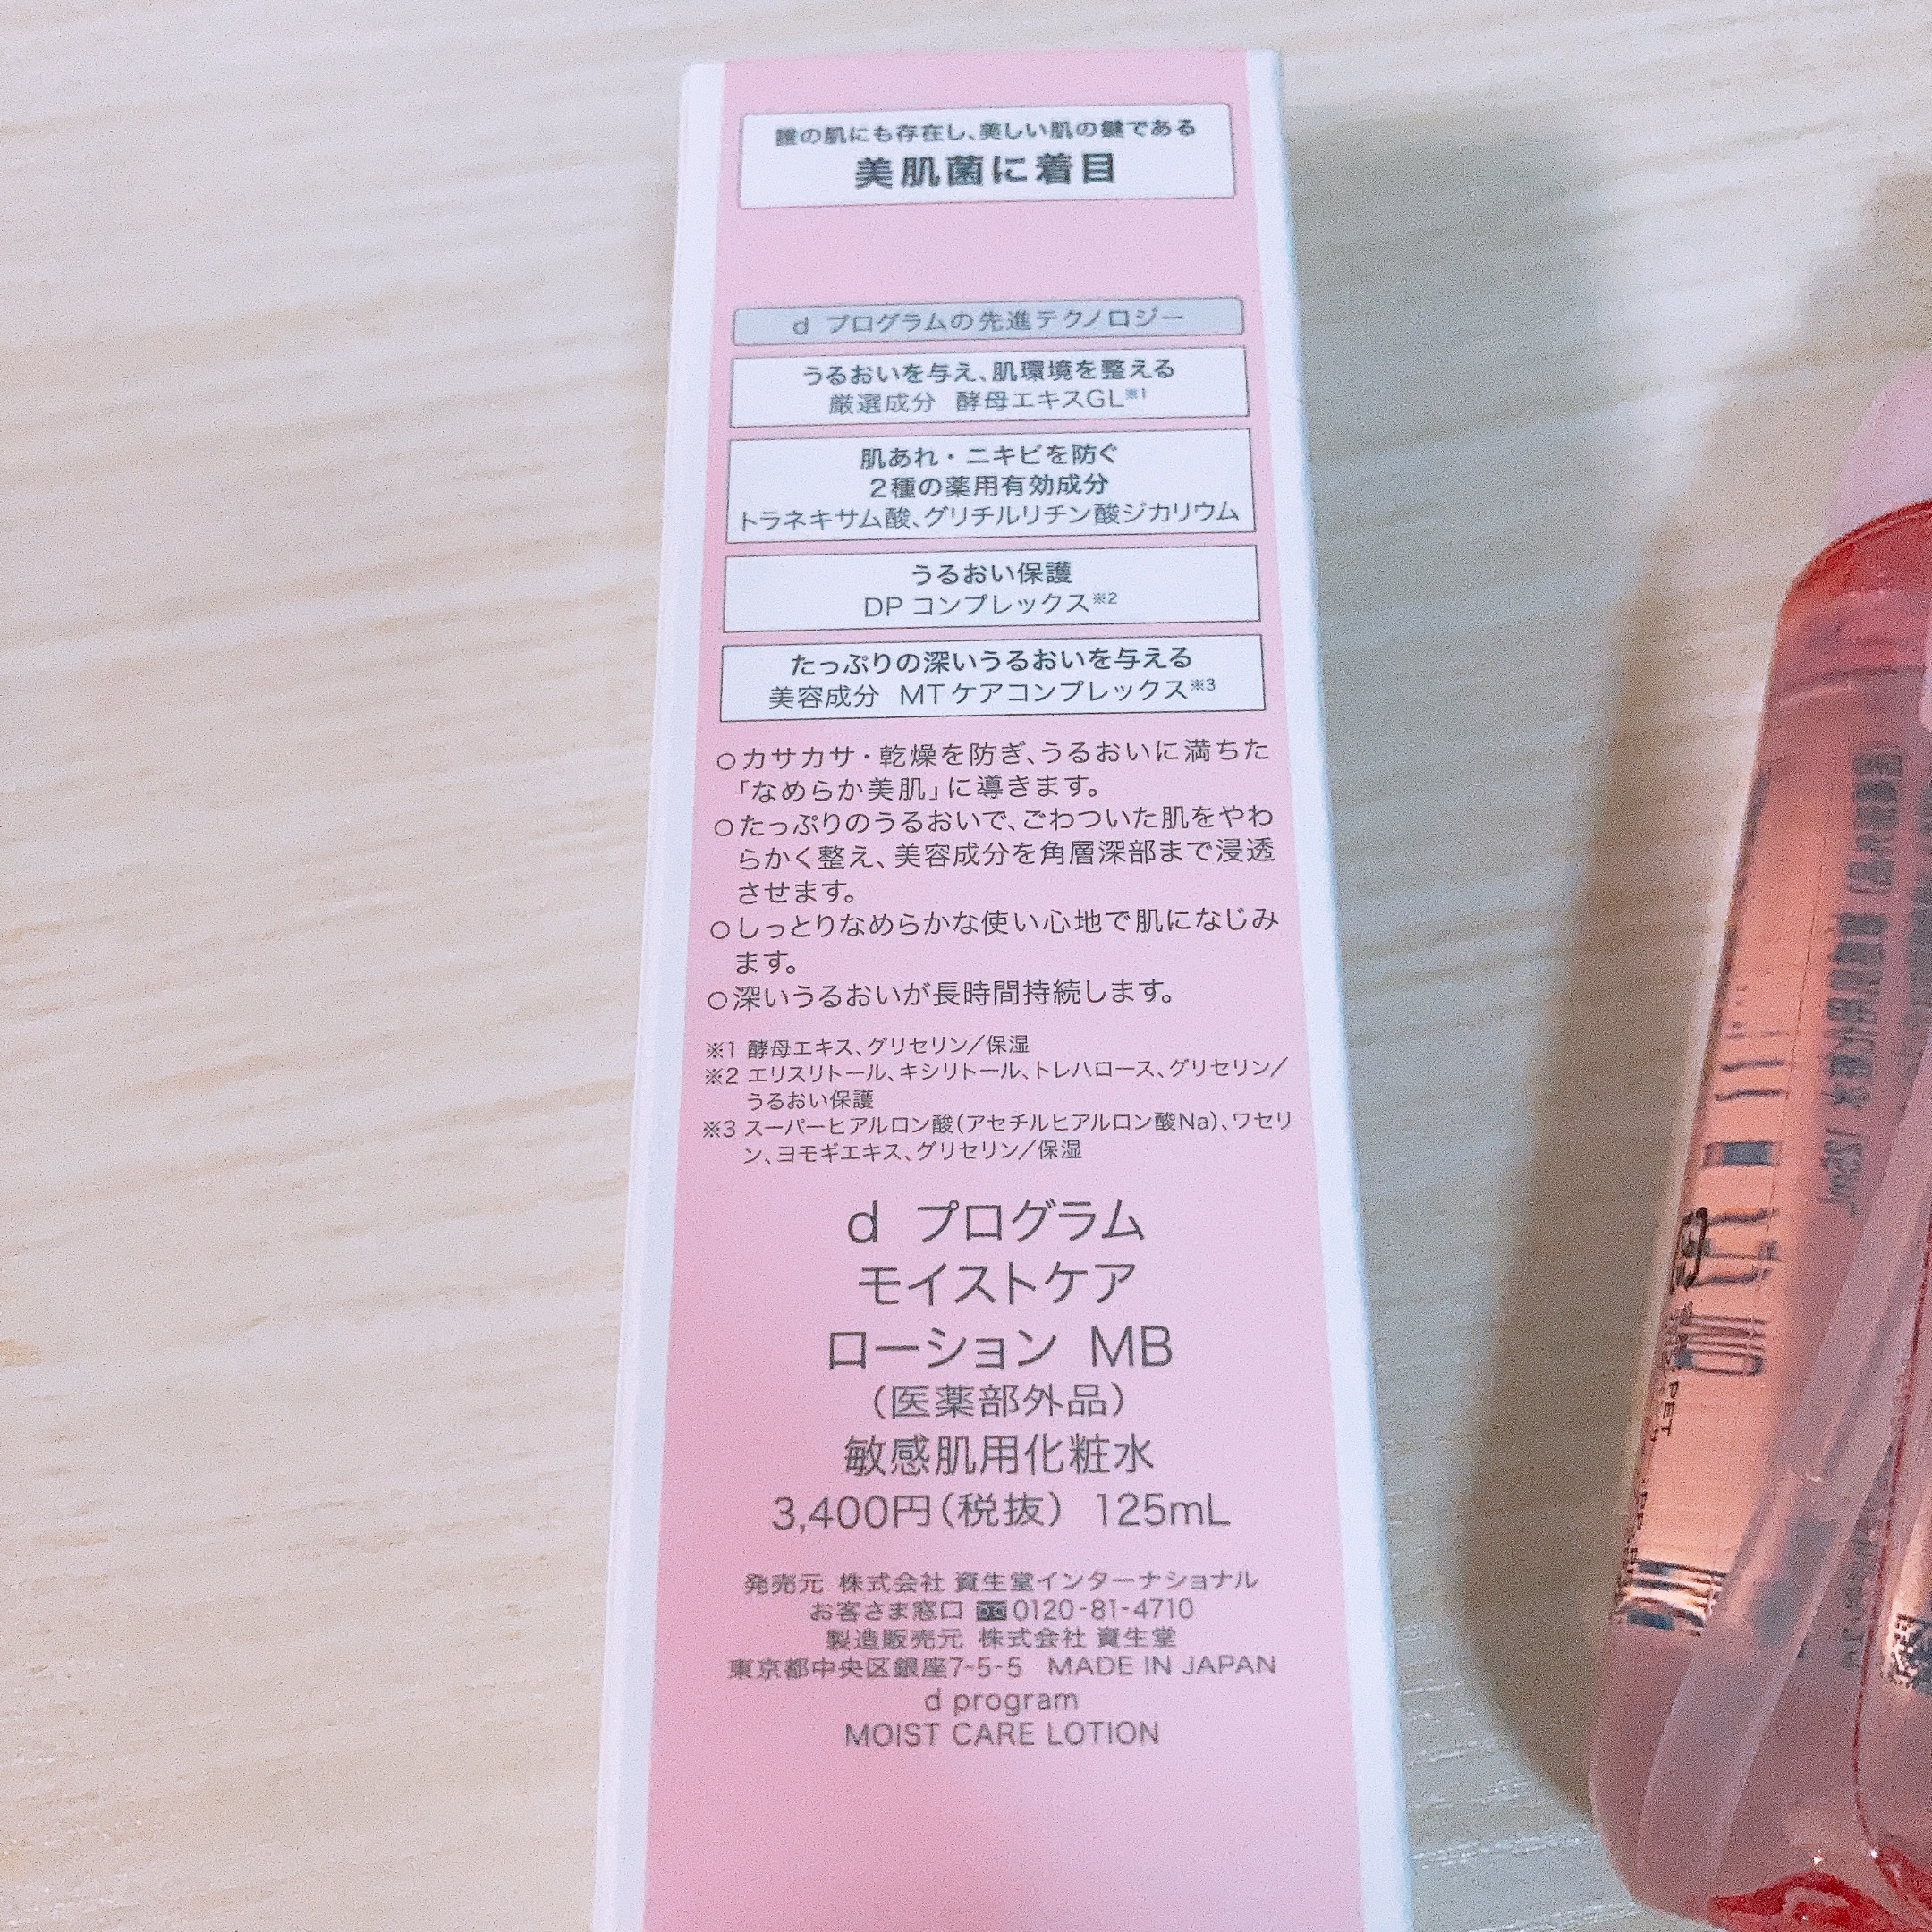 誰の肌にも存在し、美しい肌の鍵である
美肌菌に着目
d プログラムの先進テクノロジー
うるおいを与え、肌環境を整える
厳選成分 酵母エキスGL※1
肌あれ・ニキビを防ぐ
2種の薬用有効成分
トラネキサム酸、グリチルリチン酸ジカリウム
うるおい保護
DP コンプレックス※2
たっぷりの深いうるおいを与える
美容成分 MTケアコンプレックス※3
○カサカサ・乾燥を防ぎ、うるおいに満ちた
「なめらか美肌」に導きます。
○たっぷりのうるおいで、ごわついた肌をやわ
らかく整え、美容成分を角層深部まで浸透
させます。
○しっとりなめらかな使い心地で肌になじみ
ます。
○深いうるおいが長時間持続します。
※1 酵母エキス、グリセリン／保湿
※2 エリスリトール、キシリトール、トレハロース、グリセリン／
うるおい保護
※3 スーパーヒアルロン酸(アセチルヒアルロン酸Na)、ワセリ
ン、ヨモギエキス、グリセリン／保湿
d プログラム
モイストケア
ローション MB
(医薬部外品)
敏感肌用化粧水
3,400円(税抜) 125mL
発売元 株式会社 資生堂インターナショナル
お客さま窓口 0120-81-4710
製造販売元 株式会社 資生堂
東京都中央区銀座7-5-5 MADE IN JAPAN
d program
MOIST CARE LOTION